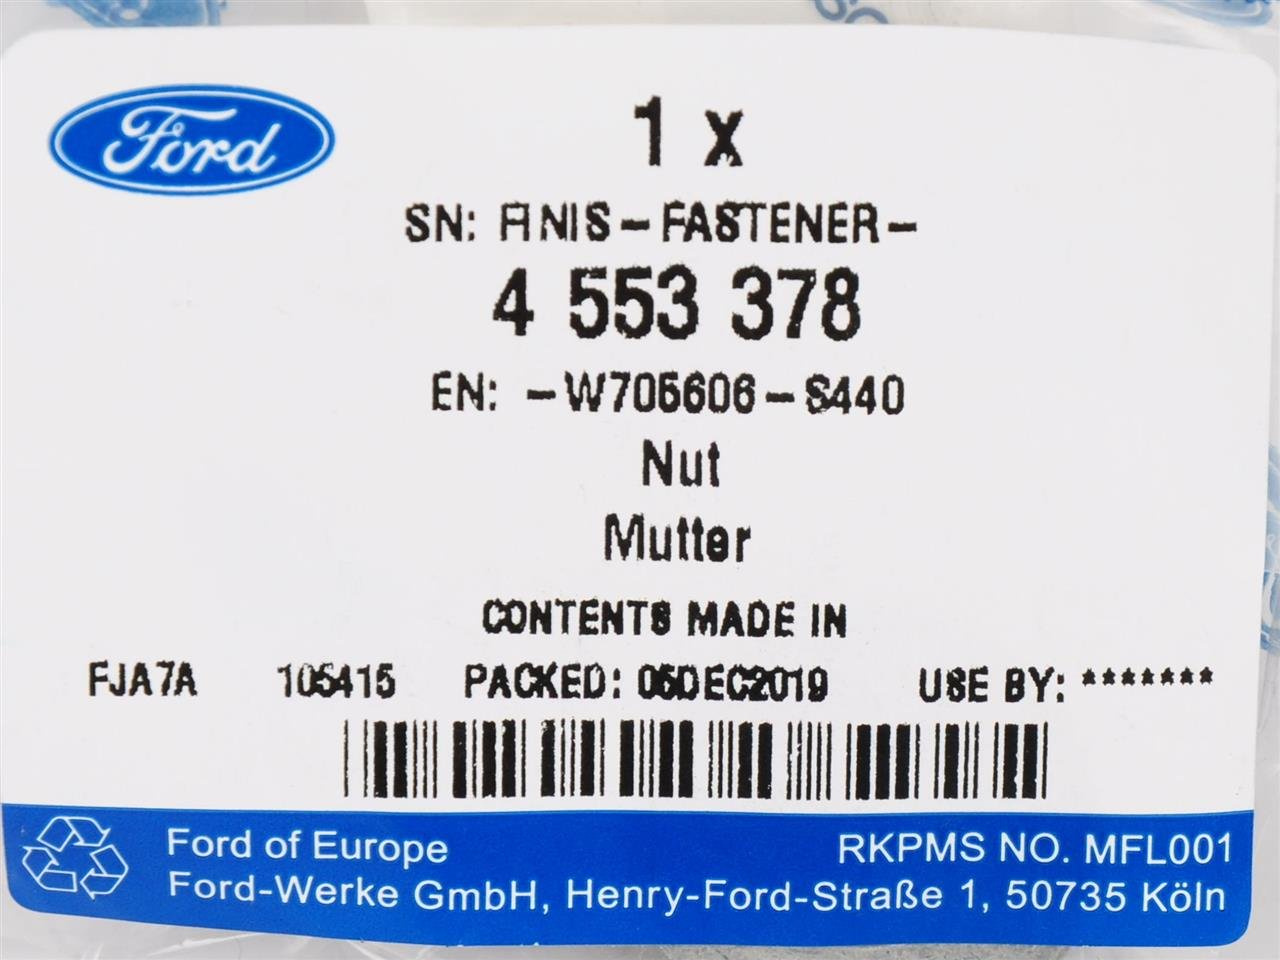 Ford
1 x
SN: FINIS-FASTENER-
4 553 378
EN: -W705606-S440
Nut
Mutter
CONTENTS MADE IN
FJA7A 105415 PACKED: 05DEC2019 USE BY: *******
Ford of Europe
RKPMS NO. MFL001
Ford-Werke GmbH, Henry-Ford-Straße 1, 50735 Köln